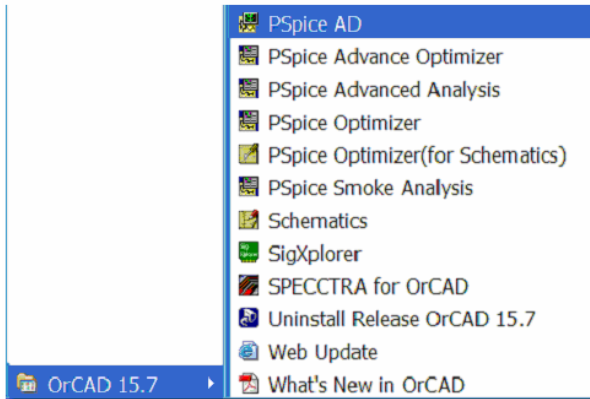 PSpice AD
PSpice Advance Optimizer
PSpice Advanced Analysis
PSpice Optimizer
PSpice Optimizer(for Schematics)
PSpice Smoke Analysis
Schematics
SigXplorer
SPECCTRA for OrCAD
Uninstall Release OrCAD 15.7
Web Update
OrCAD 15.7
What's New in OrCAD